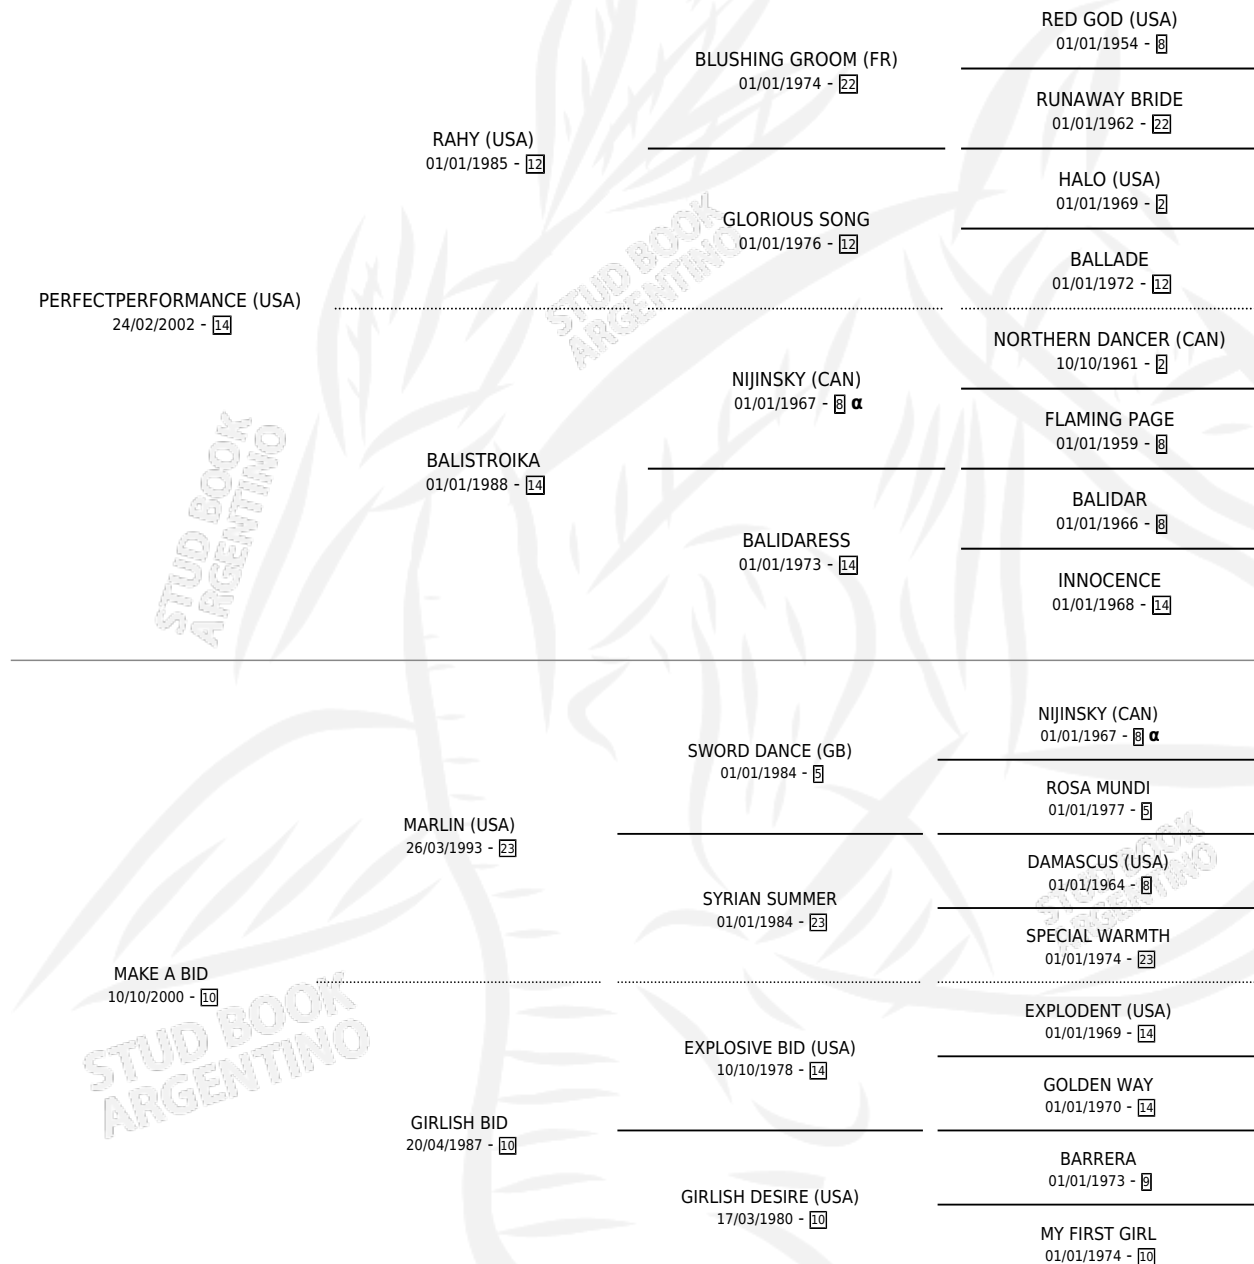 RED GOD (USA)
01/01/1954 - 8
BLUSHING GROOM (FR)
01/01/1974 - 22
RUNAWAY BRIDE
01/01/1962 - 22
RAHY (USA)
01/01/1985 - 12
HALO (USA)
01/01/1969 - 2
GLORIOUS SONG
01/01/1976 - 12
BALLADE
01/01/1972 - 12
STUD BOOK
ARGENTINO
PERFECTPERFORMANCE (USA)
24/02/2002 - 14
NORTHERN DANCER (CAN)
10/10/1961 - 2
NIJINSKY (CAN)
01/01/1967 - 8 α
FLAMING PAGE
01/01/1959 - 8
BALISTROIKA
01/01/1988 - 14
BALIDAR
01/01/1966 - 8
BALIDARESS
01/01/1973 - 14
INNOCENCE
01/01/1968 - 14
STUD BOOK
ARGENTINO
NIJINSKY (CAN)
01/01/1967 - 8 α
SWORD DANCE (GB)
01/01/1984 - 5
ROSA MUNDI
01/01/1977 - 5
MARLIN (USA)
26/03/1993 - 23
DAMASCUS (USA)
01/01/1964 - 8
SYRIAN SUMMER
01/01/1984 - 23
SPECIAL WARMTH
01/01/1974 - 23
STUD BOOK
ARGENTINO
MAKE A BID
10/10/2000 - 10
EXPLODENT (USA)
01/01/1969 - 14
EXPLOSIVE BID (USA)
10/10/1978 - 14
GOLDEN WAY
01/01/1970 - 14
STUD BOOK
ARGENTINO
GIRLISH BID
20/04/1987 - 10
BARRERA
01/01/1973 - 9
GIRLISH DESIRE (USA)
17/03/1980 - 10
MY FIRST GIRL
01/01/1974 - 10